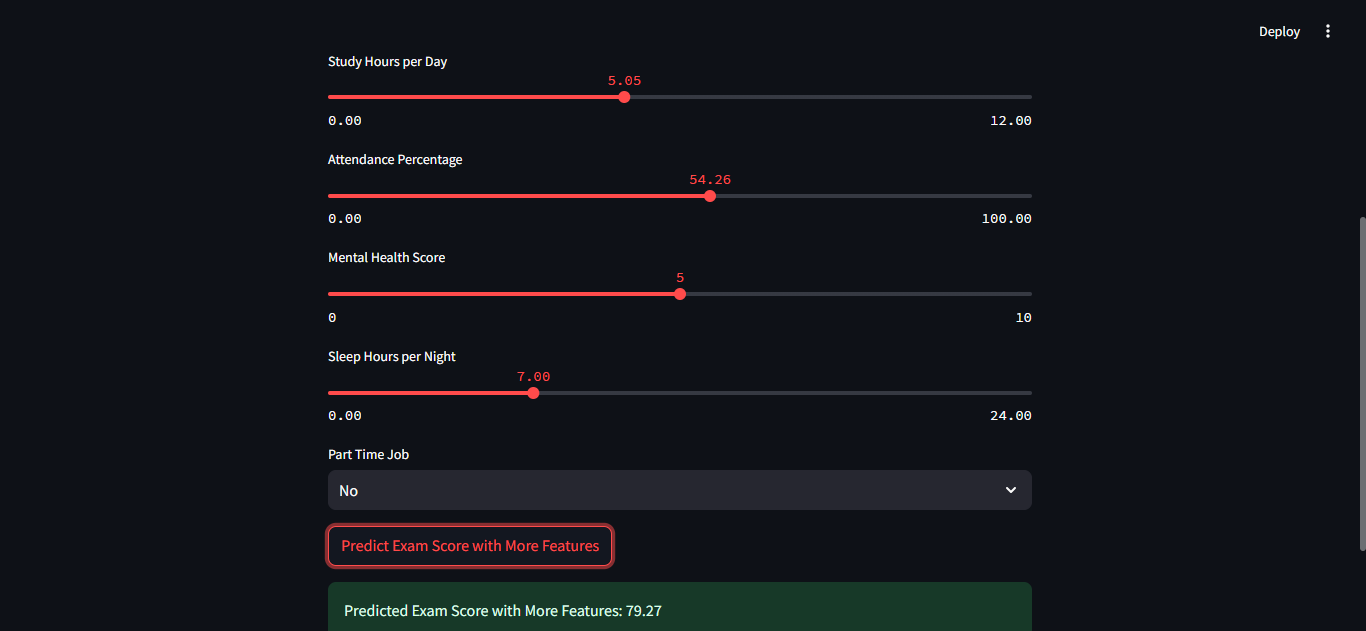 Deploy
Study Hours per Day
5.05
0.00 12.00
Attendance Percentage
54.26
0.00 100.00
Mental Health Score
5
0 10
Sleep Hours per Night
7.00
0.00 24.00
Part Time Job
No
Predict Exam Score with More Features
Predicted Exam Score with More Features: 79.27